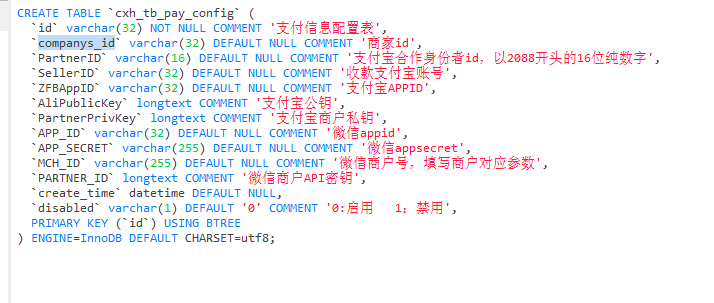 CREATE TABLE `cxh_tb_pay_config` (
`id` varchar(32) NOT NULL COMMENT '支付信息配置表',
`companys_id` varchar(32) DEFAULT NULL COMMENT '商家id',
`PartnerID` varchar(16) DEFAULT NULL COMMENT '支付宝合作身份者id，以2088开头的16位纯数字',
`SellerID` varchar(32) DEFAULT NULL COMMENT '收款支付宝账号',
`ZFBAppID` varchar(32) DEFAULT NULL COMMENT '支付宝APPID',
`AliPublicKey` longtext COMMENT '支付宝公钥',
`PartnerPrivKey` longtext COMMENT '支付宝商户私钥',
`APP_ID` varchar(32) DEFAULT NULL COMMENT '微信appid',
`APP_SECRET` varchar(255) DEFAULT NULL COMMENT '微信appsecret',
`MCH_ID` varchar(255) DEFAULT NULL COMMENT '微信商户号，填写商户对应参数',
`PARTNER_ID` longtext COMMENT '微信商户API密钥',
`create_time` datetime DEFAULT NULL,
`disabled` varchar(1) DEFAULT '0' COMMENT '0:启用   1；禁用',
PRIMARY KEY (`id`) USING BTREE
) ENGINE=InnoDB DEFAULT CHARSET=utf8;